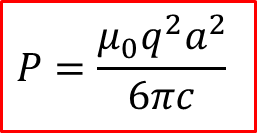 P = μ₀q²a² / 6πc